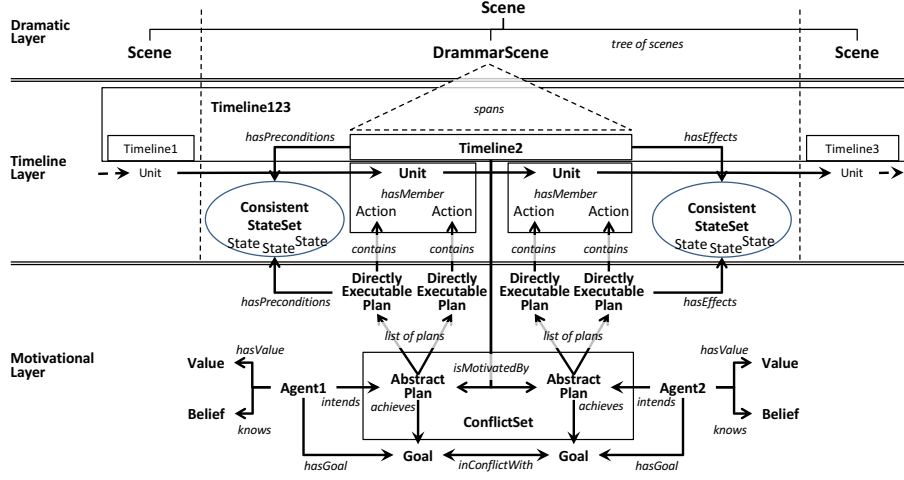 Scene
Dramatic
Layer
tree of scenes
Scene
DrammarScene
Scene
Timeline123
spans
hasPreconditions
hasEffects
Timeline1
Timeline2
Timeline3
Timeline
Layer
Unit
Unit
Unit
Unit
hasMember
hasMember
Consistent
StateSet
State State State
Action
Action
Action
Action
Consistent
StateSet
State State State
contains
contains
contains
contains
Directly
Executable
Plan
Directly
Executable
Plan
Directly
Executable
Plan
Directly
Executable
Plan
hasPreconditions
hasEffects
list of plans
list of plans
Motivational
Layer
hasValue
hasValue
Value
Value
isMotivatedBy
Agent1
intends
Abstract
Plan
Abstract
Plan
intends
Agent2
achieves
achieves
Belief
Belief
knows
knows
ConflictSet
hasGoal
Goal
inConflictWith
Goal
hasGoal